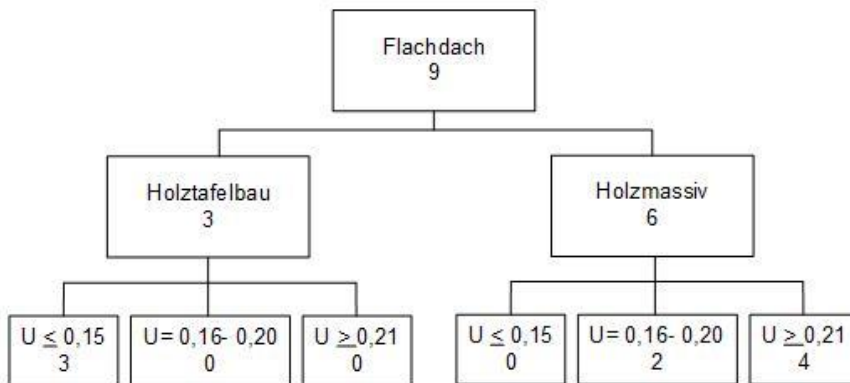 Flachdach
9
Holztafelbau
3
Holzmassiv
6
U ≤ 0,15
3
U= 0,16- 0,20
0
U ≥ 0,21
0
U ≤ 0,15
0
U= 0,16- 0,20
2
U ≥ 0,21
4